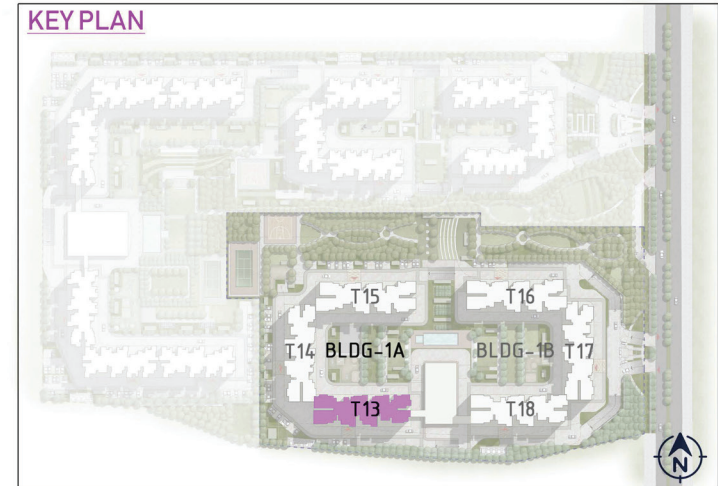 KEY PLAN
T15
T16
T14 BLDG-1A
BLDG-1B T17
T13
T18
N